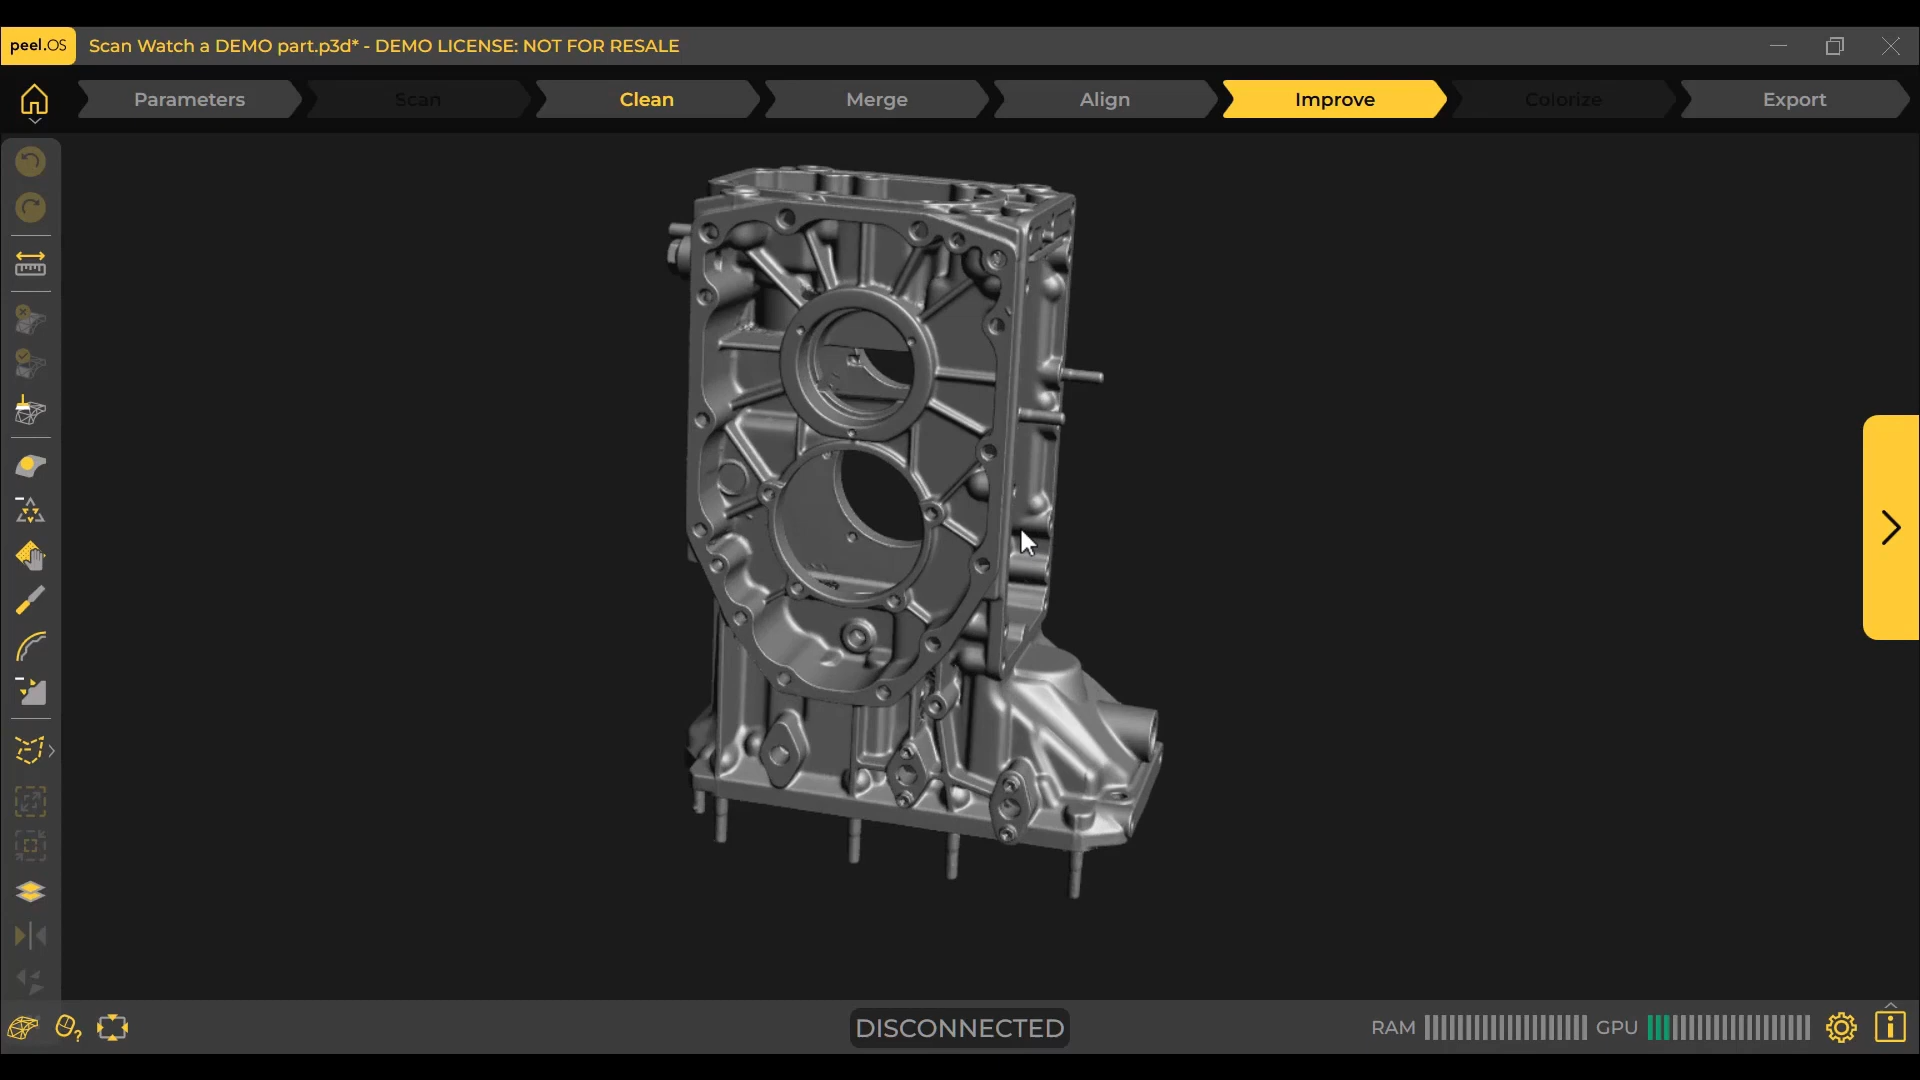 peel.OS Scan Watch a DEMO part.p3d* - DEMO LICENSE: NOT FOR RESALE
Parameters Scan Clean Merge Align Improve Colorize Export
DISCONNECTED RAM GPU